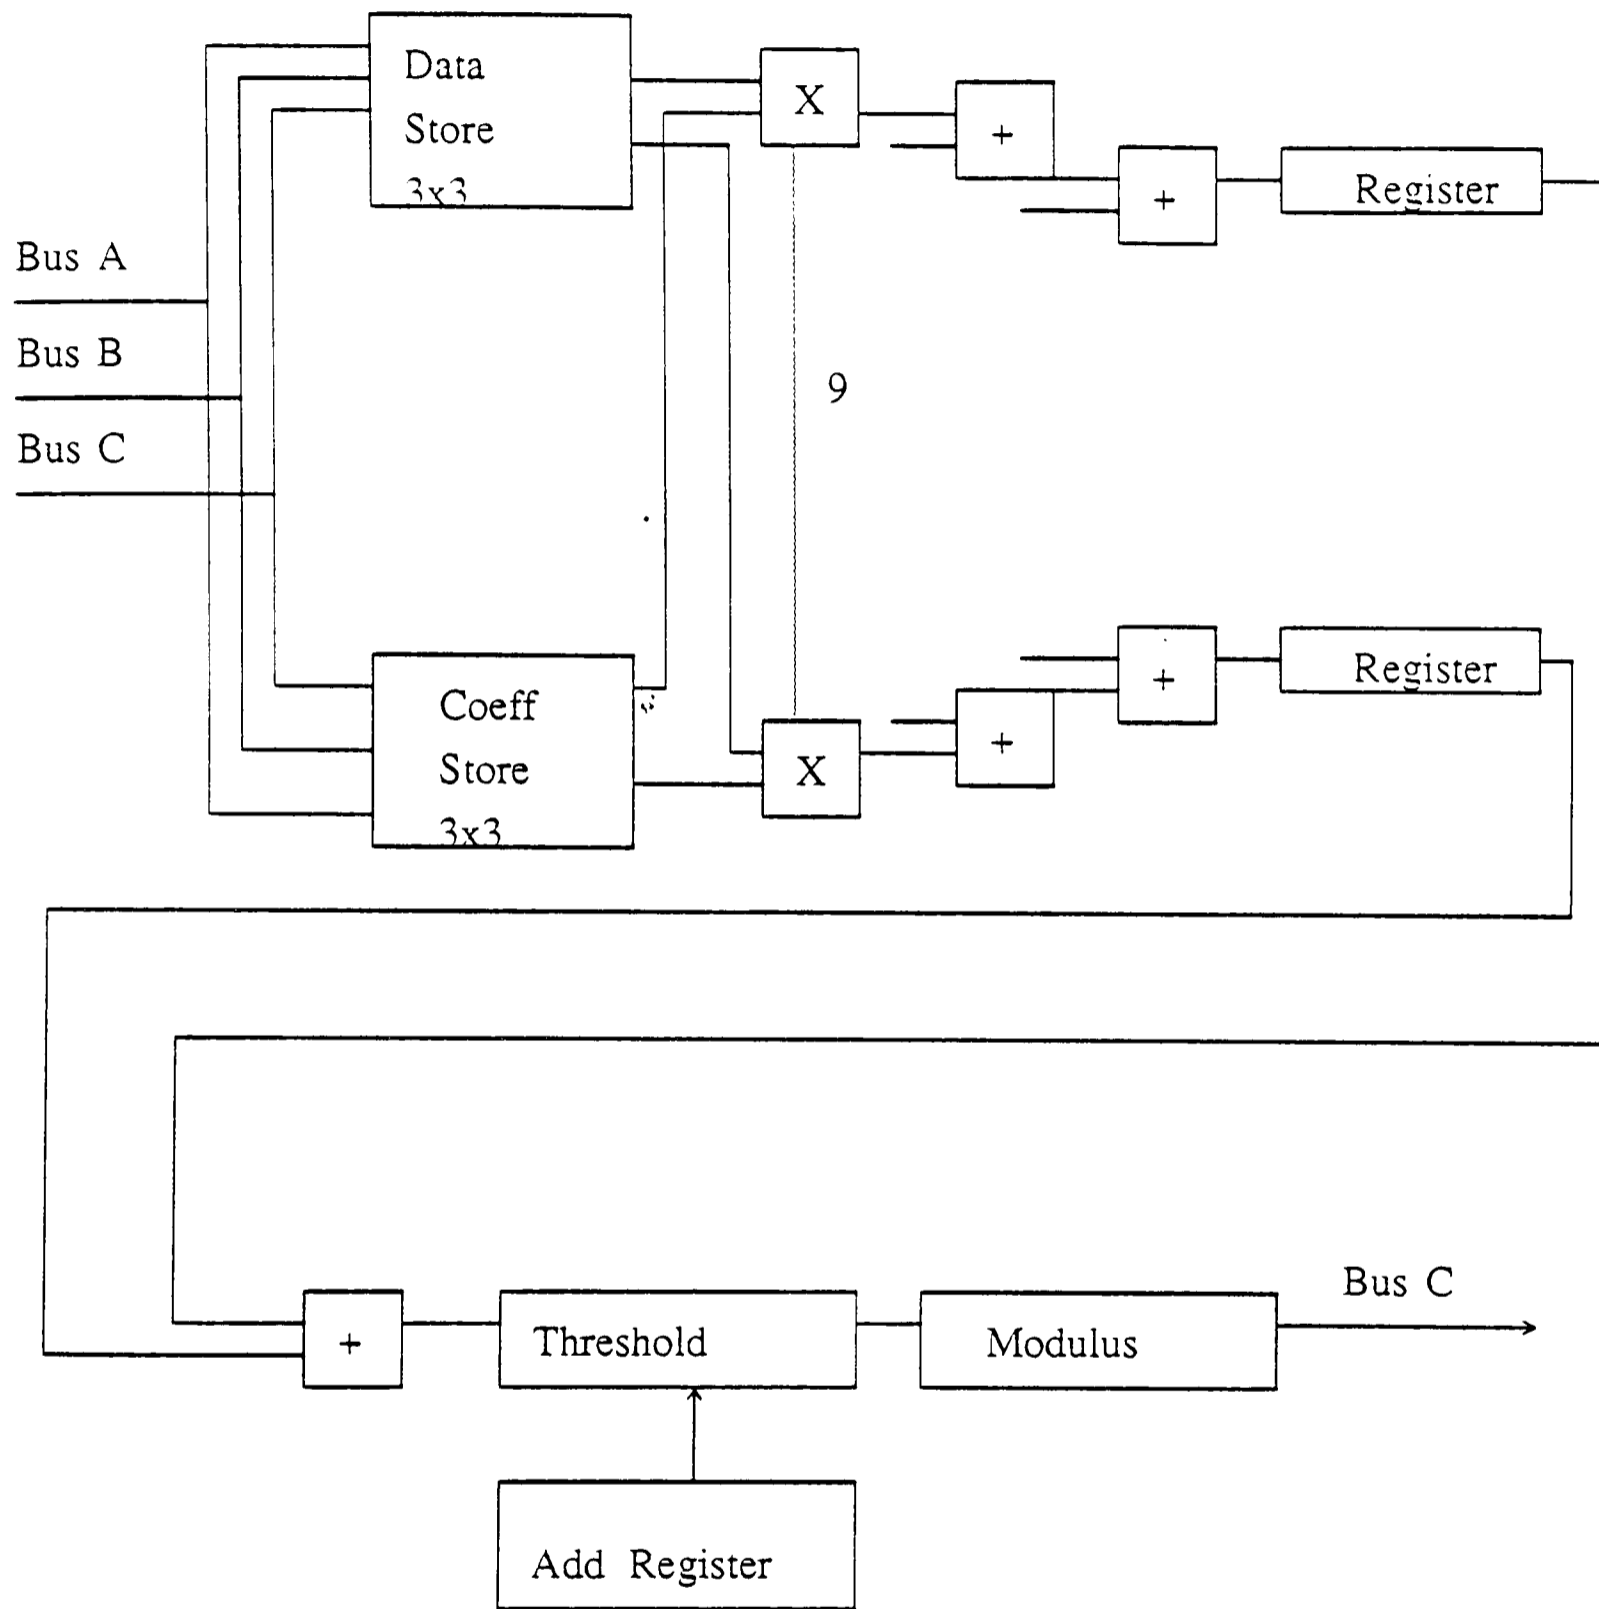 Data
Store
3x3
X
+
+
Register
Bus A
Bus B
Bus C
9
Coeff
Store
3x3
X
+
+
Register
+
Threshold
Modulus
Bus C
Add Register